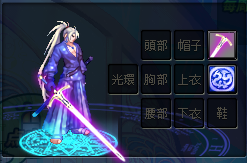 頭部 帽子
光環 胸部 上衣
腰部 下衣 鞋